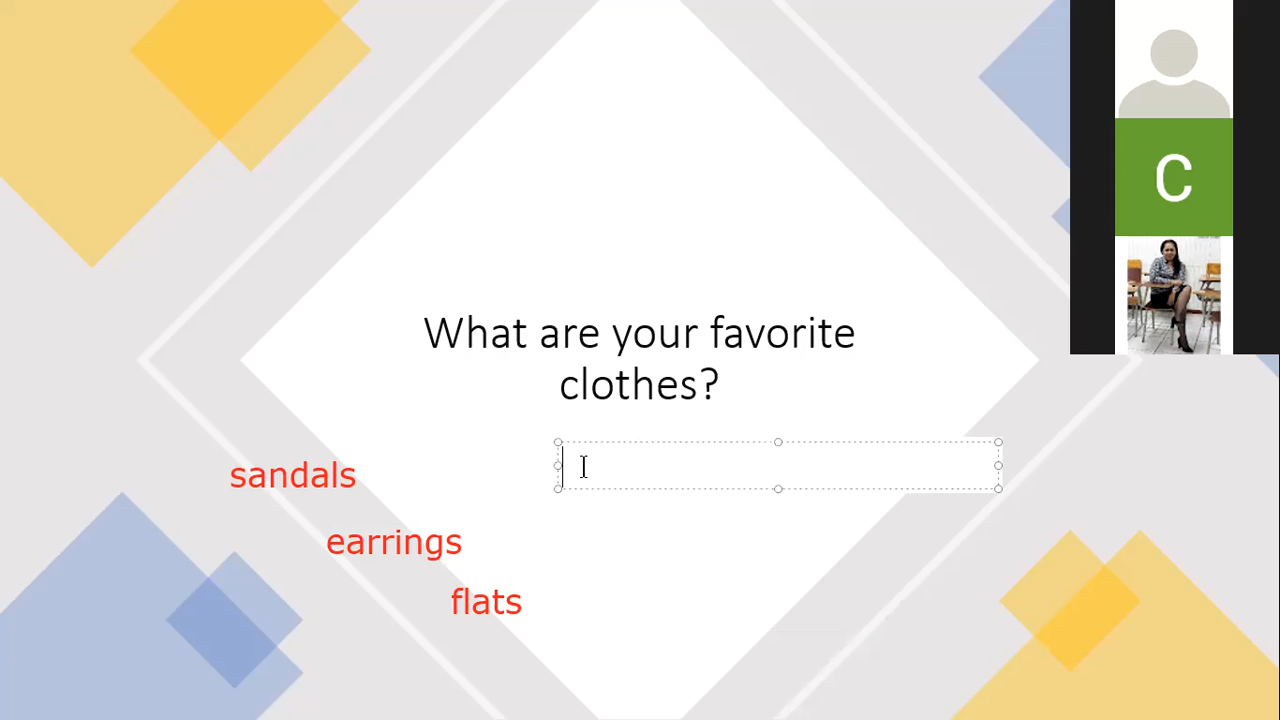 What are your favorite
clothes?
sandals
earrings
flats
C